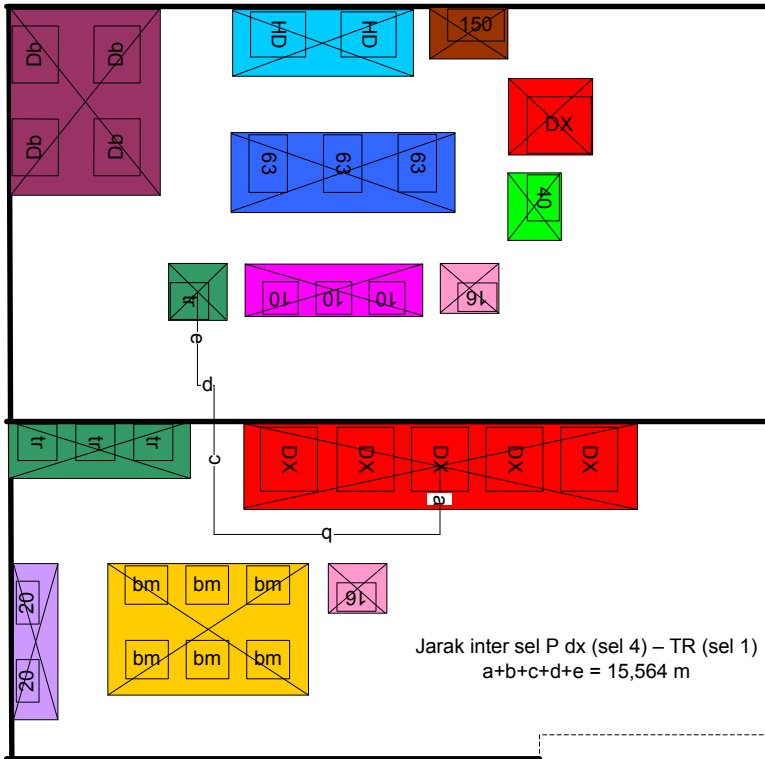 Db
Db
HD
HD
150
DX
Db
Db
63
63
63
40
tr
10
10
10
16
e
d
tr
tr
tr
c
DX
DX
DX
DX
DX
a
b
20
bm
bm
bm
16
20
bm
bm
bm
Jarak inter sel P dx (sel 4) – TR (sel 1)
a+b+c+d+e = 15,564 m